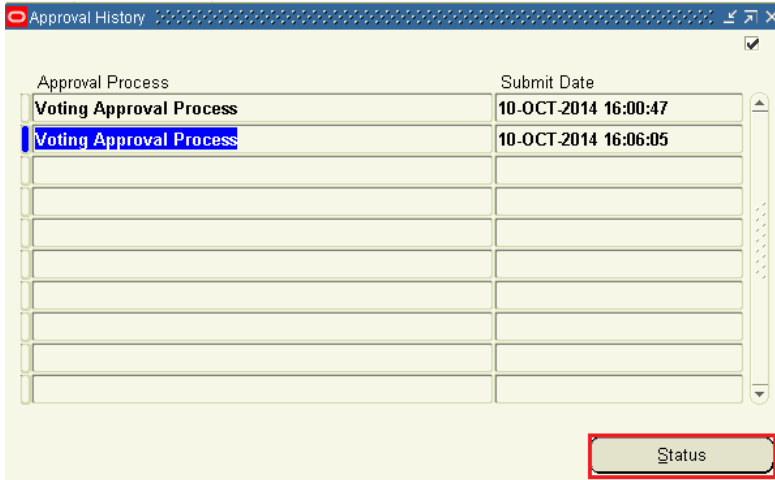 Approval History
Approval Process Submit Date
Voting Approval Process 10-OCT-2014 16:00:47
Voting Approval Process 10-OCT-2014 16:06:05
Status